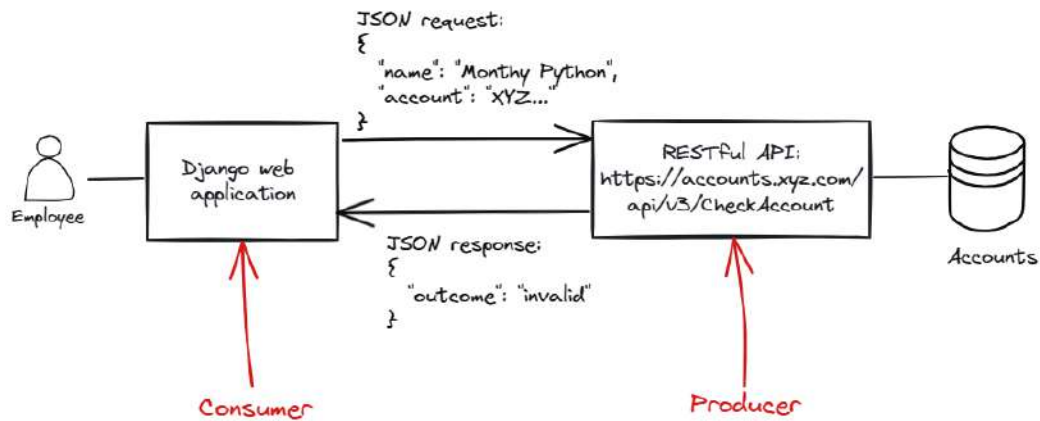 JSON request:
{
"name": "Monthy Python",
"account": "XYZ..."
}
Employee
Django web
application
RESTful API:
https://accounts.xyz.com/
api/v3/CheckAccount
Accounts
JSON response:
{
"outcome": "invalid"
}
Consumer
Producer